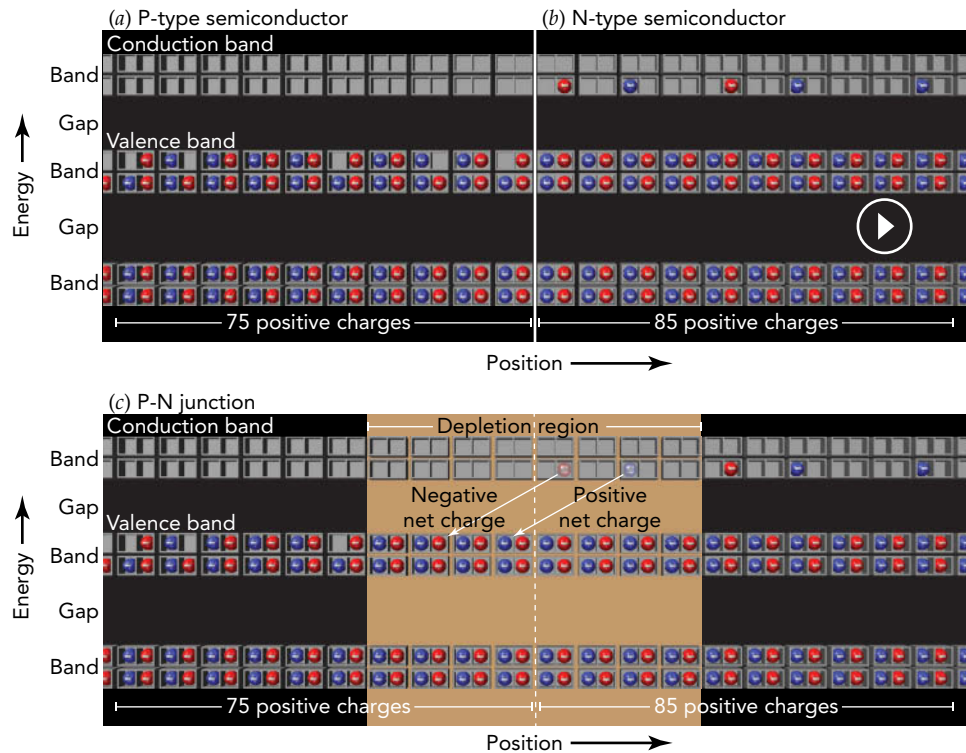 (a) P-type semiconductor
(b) N-type semiconductor
Conduction band
Band
Gap
Valence band
Band
Gap
Band
Energy
75 positive charges
85 positive charges
Position
(c) P-N junction
Conduction band
Depletion region
Band
Negative
net charge
Positive
net charge
Gap
Valence band
Band
Gap
Band
Energy
75 positive charges
85 positive charges
Position